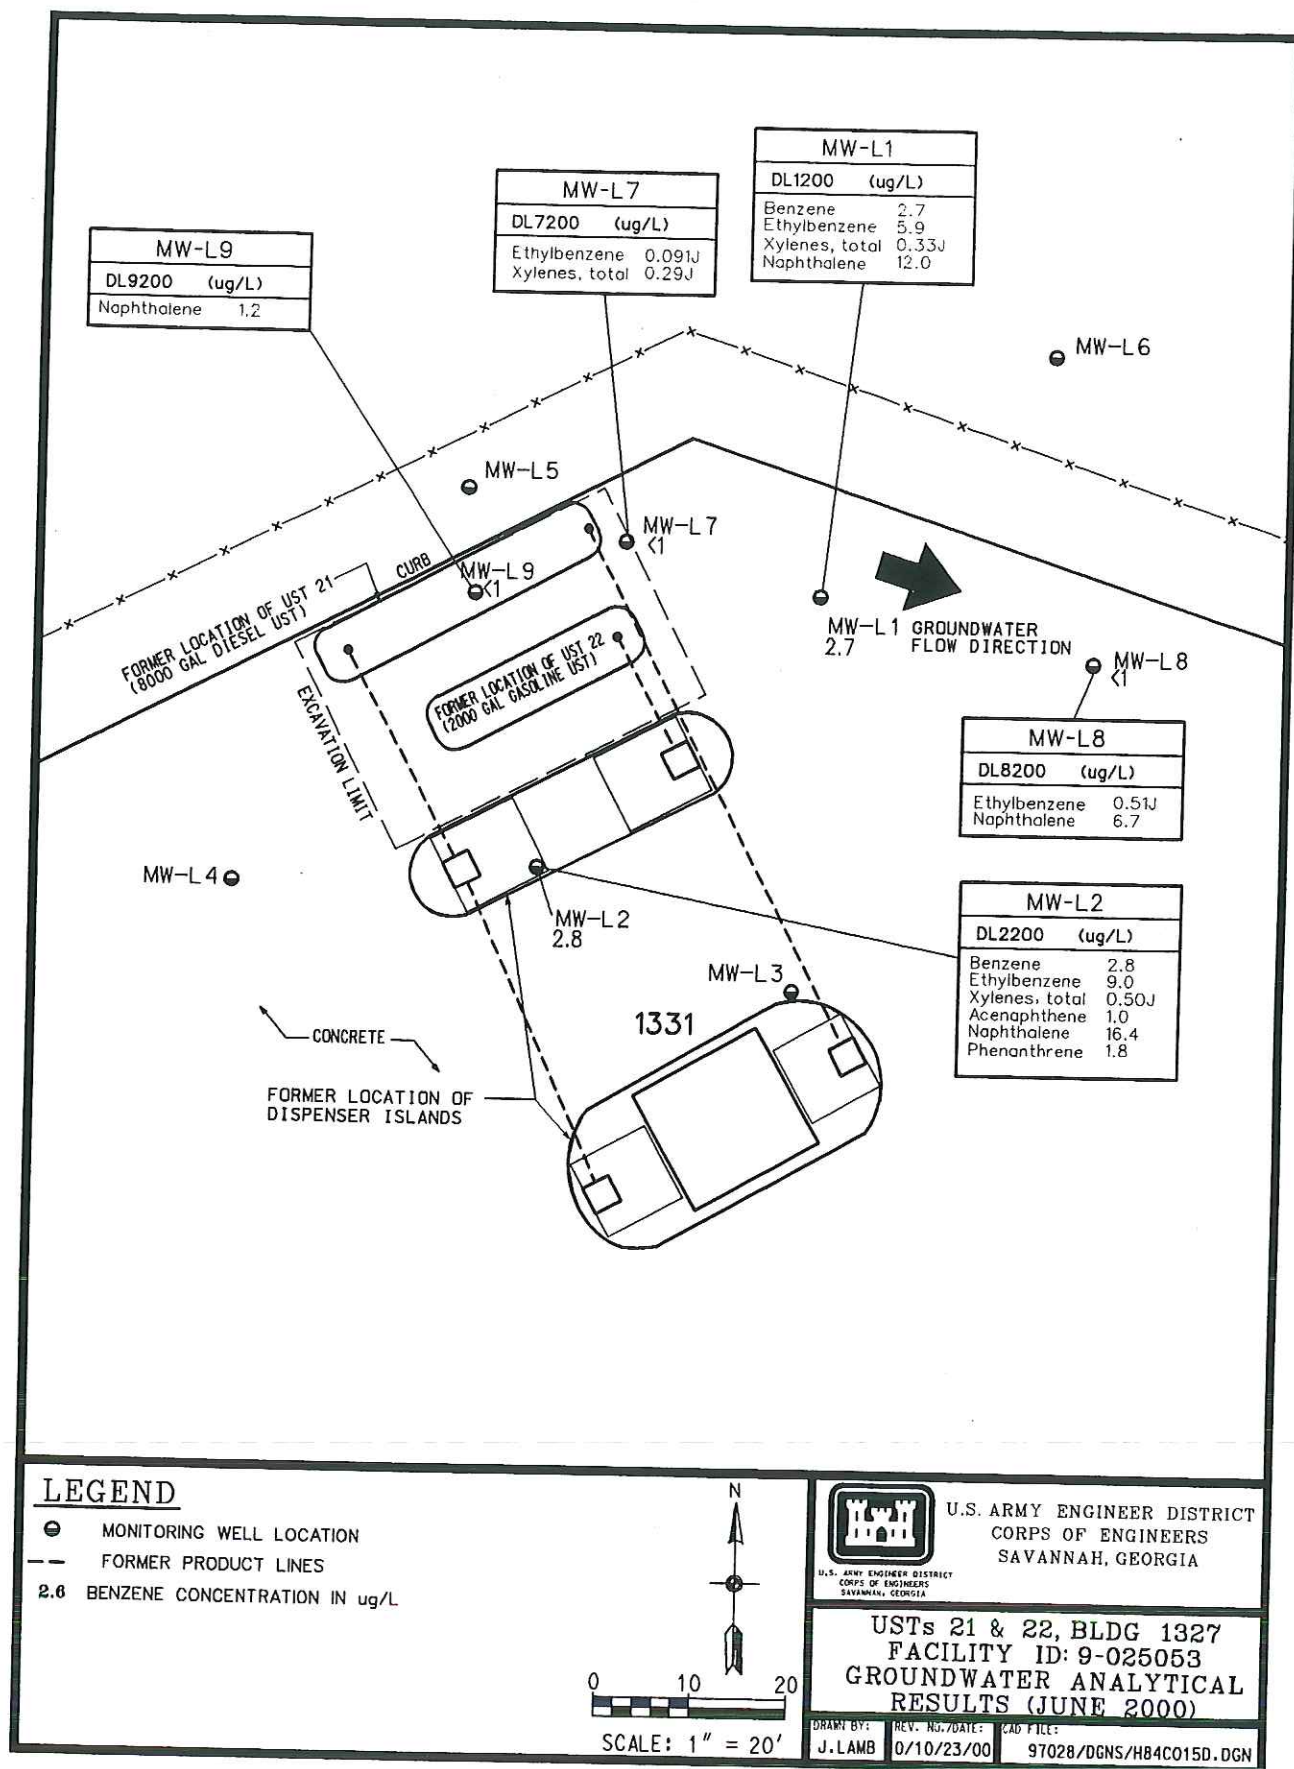 MW-L1
DL1200 (ug/L)
Benzene 2.7
Ethylbenzene 5.9
Xylenes, total 0.33J
Naphthalene 12.0
MW-L7
DL7200 (ug/L)
Ethylbenzene 0.091J
Xylenes, total 0.29J
MW-L9
DL9200 (ug/L)
Naphthalene 1.2
MW-L6
MW-L5
MW-L7
<1
CURB
MW-L9
<1
FORMER LOCATION OF UST 21
(8000 GAL DIESEL UST)
MW-L1
2.7
GROUNDWATER
FLOW DIRECTION
MW-L8
<1
FORMER LOCATION OF UST 22
(2000 GAL GASOLINE UST)
EXCAVATION LIMIT
MW-L8
DL8200 (ug/L)
Ethylbenzene 0.51J
Naphthalene 6.7
MW-L4
MW-L2
2.8
MW-L2
DL2200 (ug/L)
Benzene 2.8
Ethylbenzene 9.0
Xylenes, total 0.50J
Acenaphthene 1.0
Naphthalene 16.4
Phenanthrene 1.8
MW-L3
1331
CONCRETE
FORMER LOCATION OF
DISPENSER ISLANDS
LEGEND
MONITORING WELL LOCATION
FORMER PRODUCT LINES
2.6 BENZENE CONCENTRATION IN ug/L
N
0 10 20
SCALE: 1" = 20'
U.S. ARMY ENGINEER DISTRICT
CORPS OF ENGINEERS
SAVANNAH, GEORGIA
U.S. ARMY ENGINEER DISTRICT
CORPS OF ENGINEERS
SAVANNAH, GEORGIA
USTs 21 & 22, BLDG 1327
FACILITY ID: 9-025053
GROUNDWATER ANALYTICAL
RESULTS (JUNE 2000)
DRAWN BY:
J.LAMB
REV. NO./DATE:
0/10/23/00
CAD FILE:
97028/DGNS/H84C015D.DGN